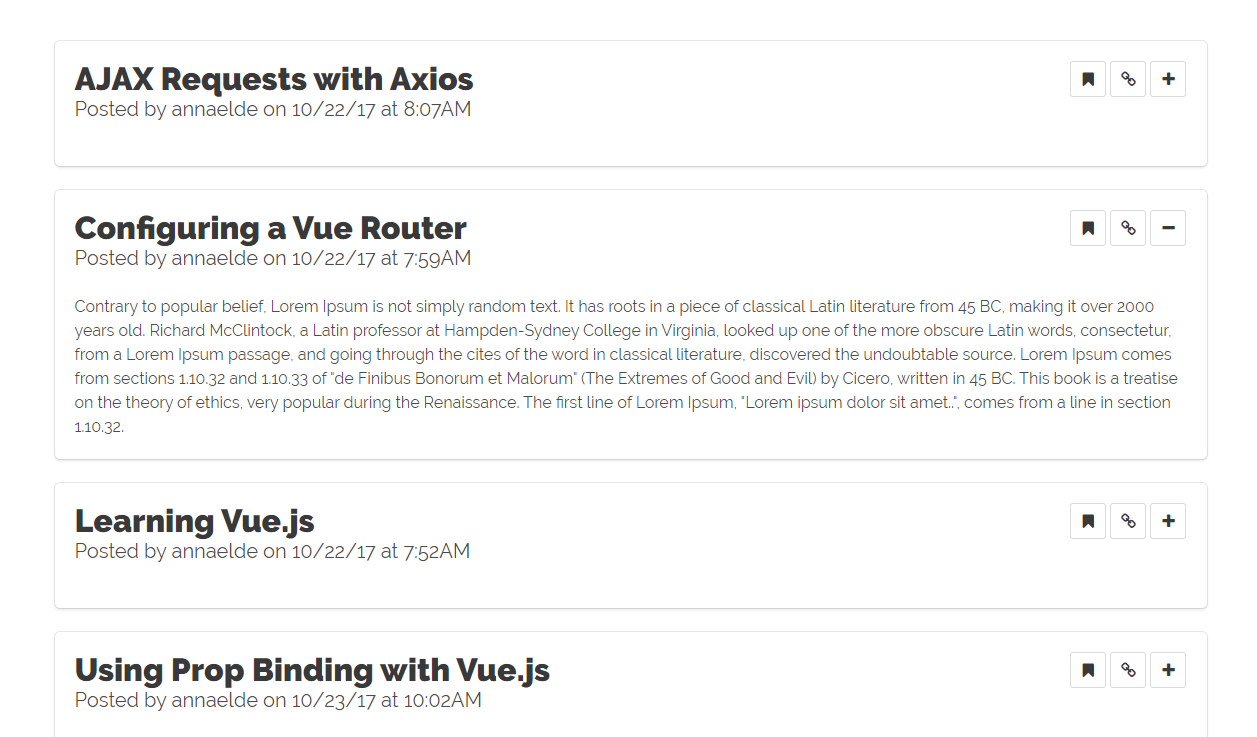 AJAX Requests with Axios
Posted by annaelde on 10/22/17 at 8:07AM
Configuring a Vue Router
Posted by annaelde on 10/22/17 at 7:59AM
Contrary to popular belief, Lorem Ipsum is not simply random text. It has roots in a piece of classical Latin literature from 45 BC, making it over 2000
years old. Richard McClintock, a Latin professor at Hampden-Sydney College in Virginia, looked up one of the more obscure Latin words, consectetur,
from a Lorem Ipsum passage, and going through the cites of the word in classical literature, discovered the undoubtable source. Lorem Ipsum comes
from sections 1.10.32 and 1.10.33 of "de Finibus Bonorum et Malorum" (The Extremes of Good and Evil) by Cicero, written in 45 BC. This book is a treatise
on the theory of ethics, very popular during the Renaissance. The first line of Lorem Ipsum, "Lorem ipsum dolor sit amet..", comes from a line in section
1.10.32.
Learning Vue.js
Posted by annaelde on 10/22/17 at 7:52AM
Using Prop Binding with Vue.js
Posted by annaelde on 10/23/17 at 10:02AM